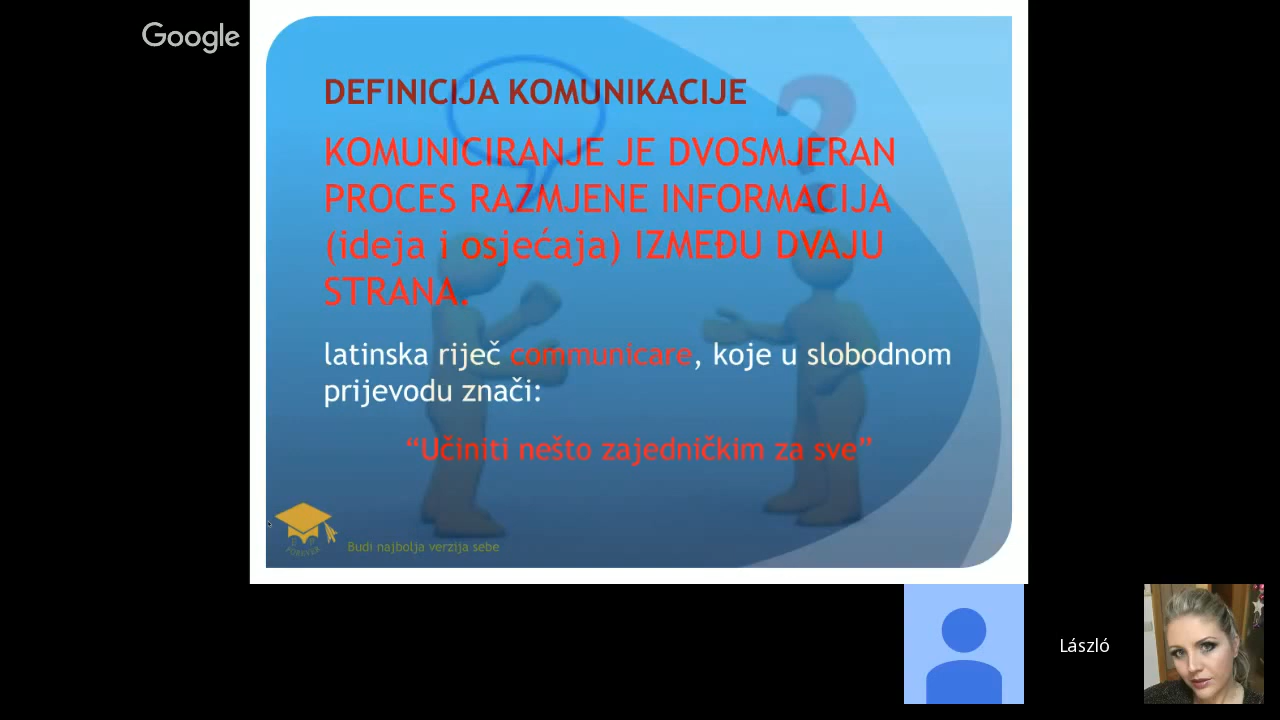 Google
DEFINICIJA KOMUNIKACIJE
KOMUNICIRANJE JE DVOSMJERAN
PROCES RAZMJENE INFORMACIJA
(ideja i osjećaja) IZMEĐU DVAJU
STRANA.
latinska riječ communicare, koje u slobodnom
prijevodu znači:
“Učiniti nešto zajedničkim za sve”
FOREVER
Budi najbolja verzija sebe
László